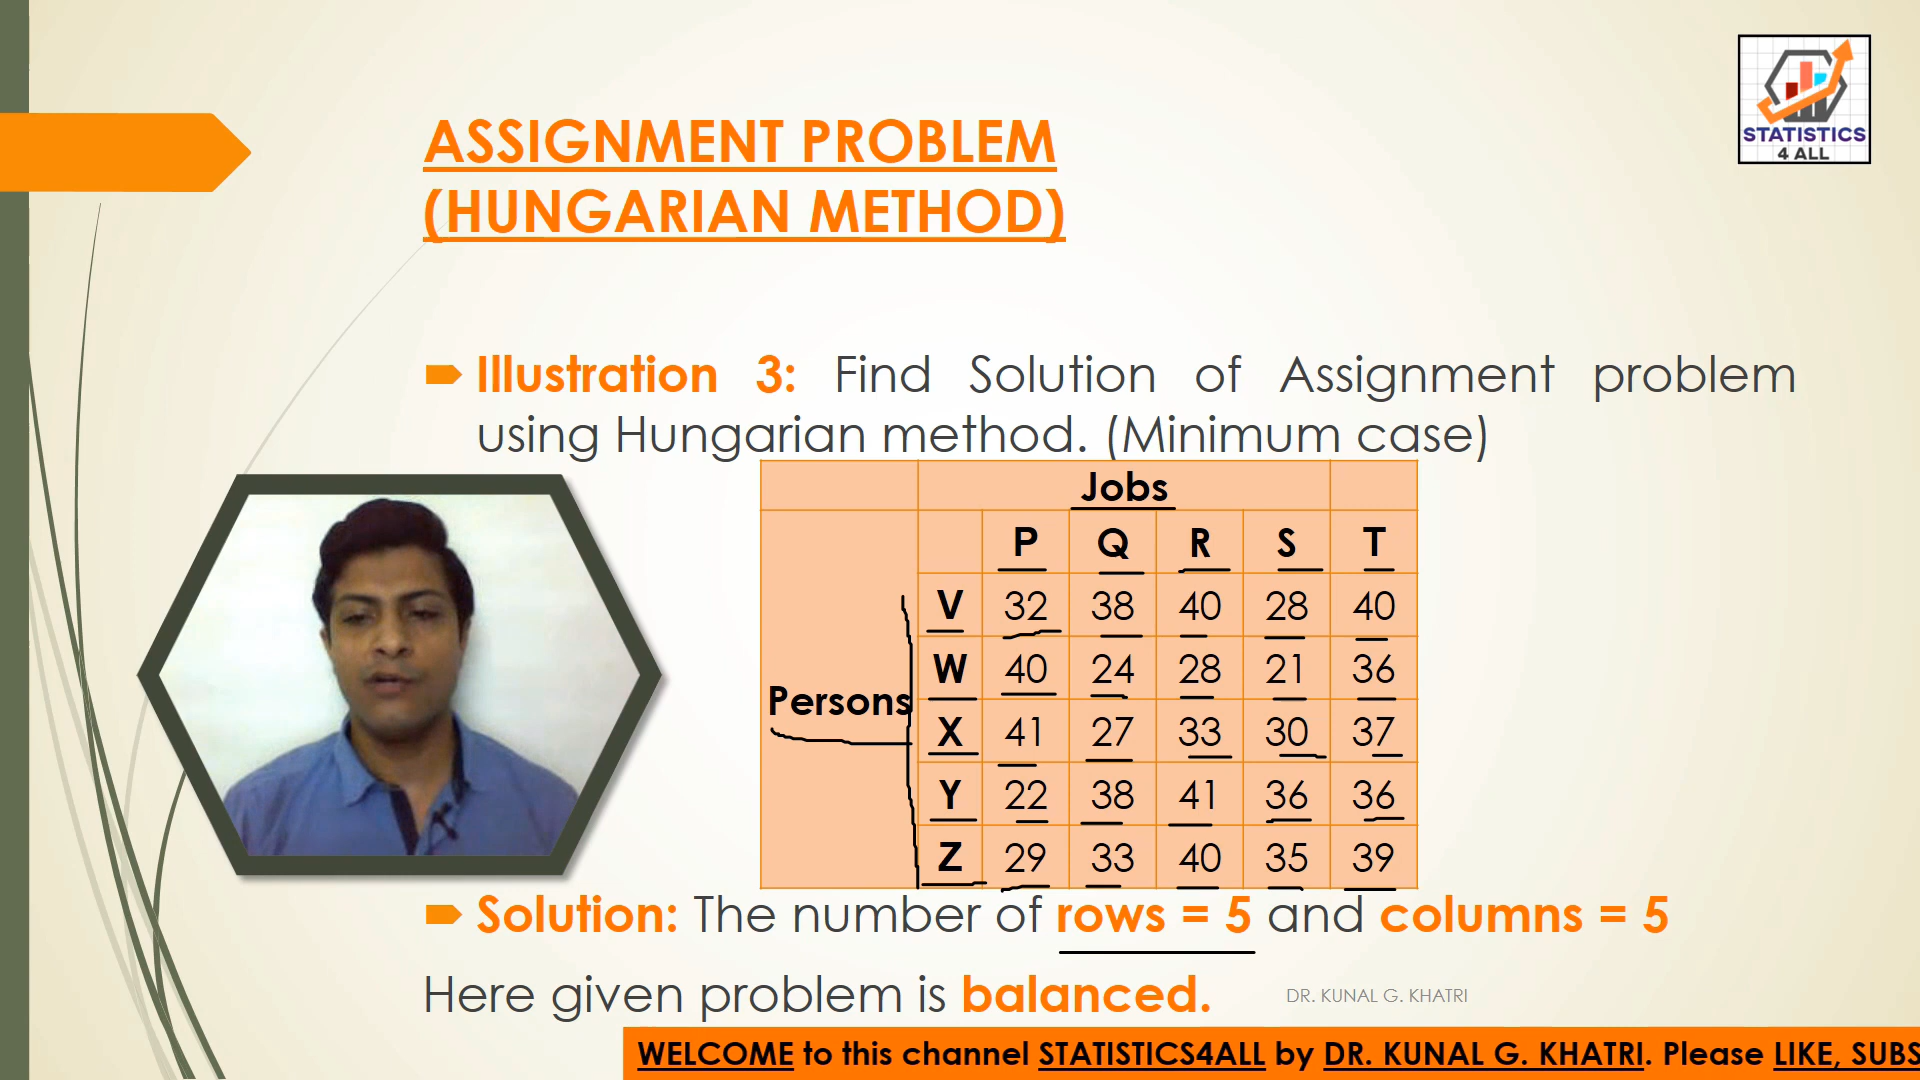 STATISTICS
4 ALL
ASSIGNMENT PROBLEM
(HUNGARIAN METHOD)
Illustration 3: Find Solution of Assignment problem
using Hungarian method. (Minimum case)
Jobs
P Q R S T
V 32 38 40 28 40
W 40 24 28 21 36
Persons
X 41 27 33 30 37
Y 22 38 41 36 36
Z 29 33 40 35 39
Solution: The number of rows = 5 and columns = 5
Here given problem is balanced.
DR. KUNAL G. KHATRI
WELCOME to this channel STATISTICS4ALL by DR. KUNAL G. KHATRI. Please LIKE, SUBS